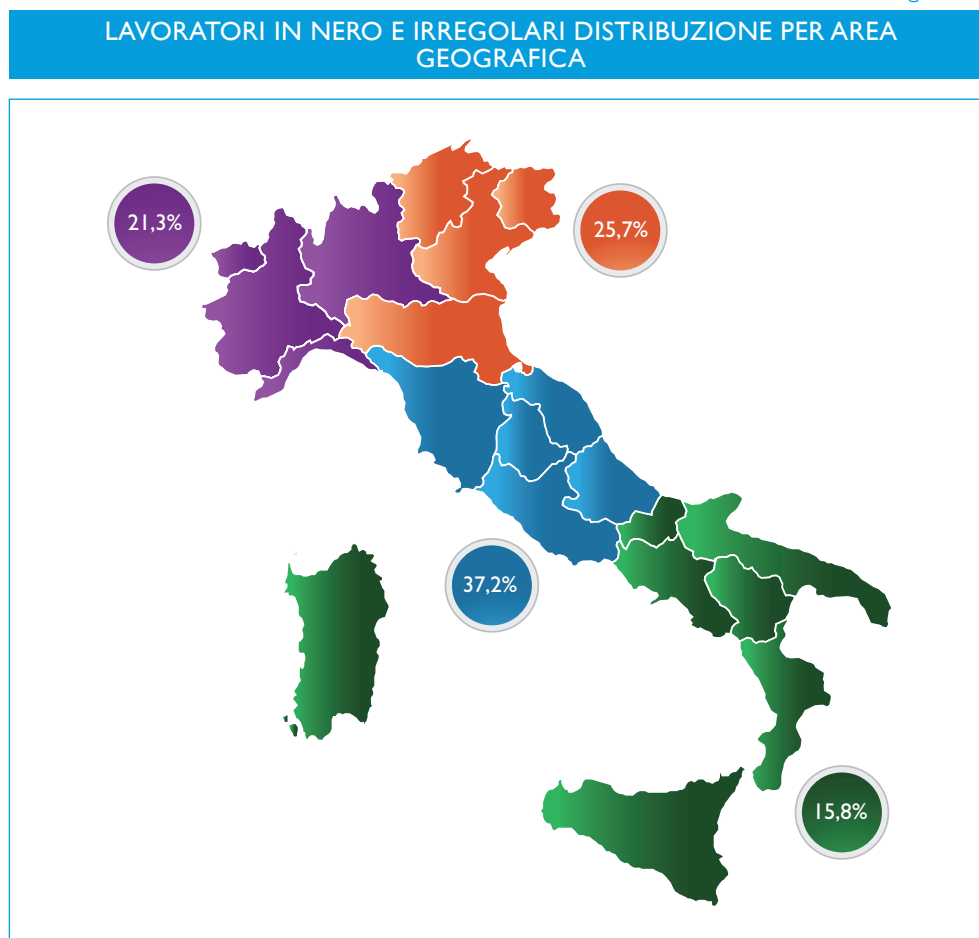 LAVORATORI IN NERO E IRREGOLARI DISTRIBUZIONE PER AREA
GEOGRAFICA
21,3%
25,7%
37,2%
15,8%